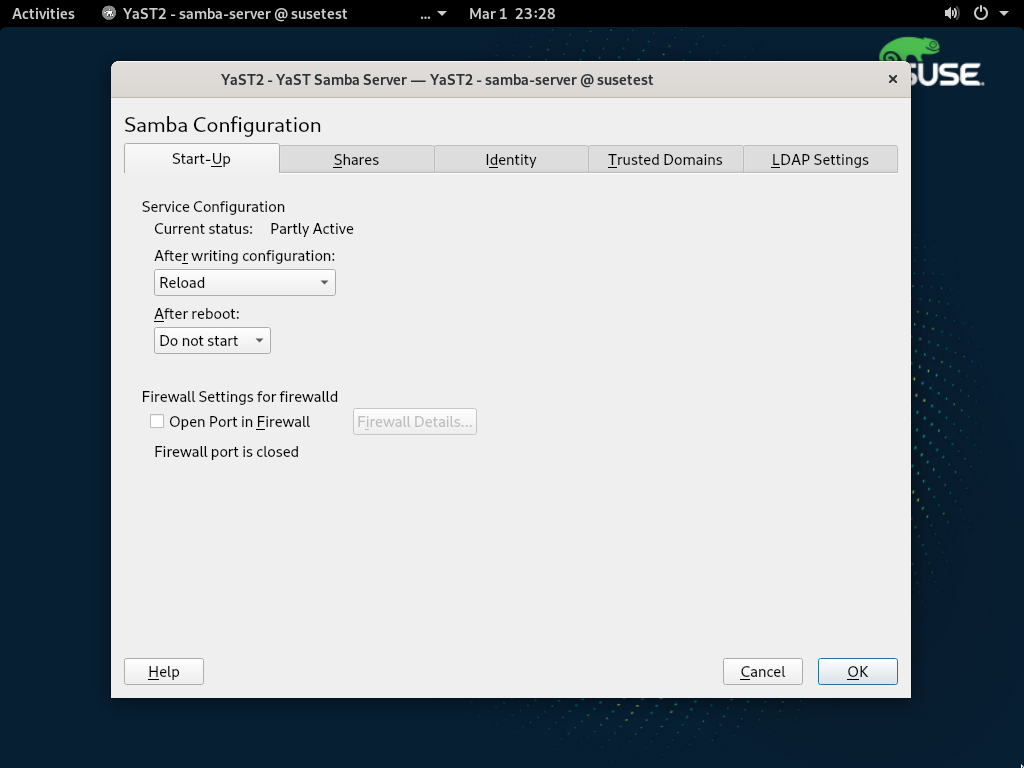 Activities YaST2 - samba-server @ susetest ... Mar 1 23:28
SUSE.
YaST2 - YaST Samba Server — YaST2 - samba-server @ susetest
Samba Configuration
Start-Up Shares Identity Trusted Domains LDAP Settings
Service Configuration
Current status: Partly Active
After writing configuration:
Reload
After reboot:
Do not start
Firewall Settings for firewalld
Open Port in Firewall Firewall Details...
Firewall port is closed
Help Cancel OK